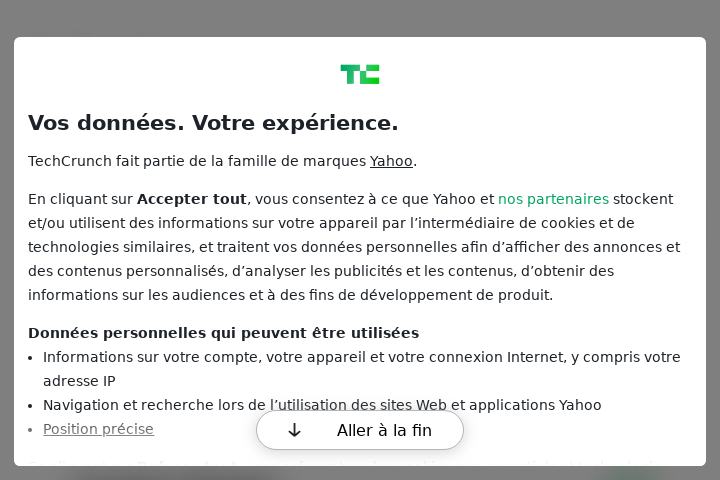 TC
Vos données. Votre expérience.
TechCrunch fait partie de la famille de marques Yahoo.
En cliquant sur Accepter tout, vous consentez à ce que Yahoo et nos partenaires stockent
et/ou utilisent des informations sur votre appareil par l’intermédiaire de cookies et de
technologies similaires, et traitent vos données personnelles afin d’afficher des annonces et
des contenus personnalisés, d’analyser les publicités et les contenus, d’obtenir des
informations sur les audiences et à des fins de développement de produit.
Données personnelles qui peuvent être utilisées
• Informations sur votre compte, votre appareil et votre connexion Internet, y compris votre
adresse IP
• Navigation et recherche lors de l’utilisation des sites Web et applications Yahoo
• Position précise
Aller à la fin